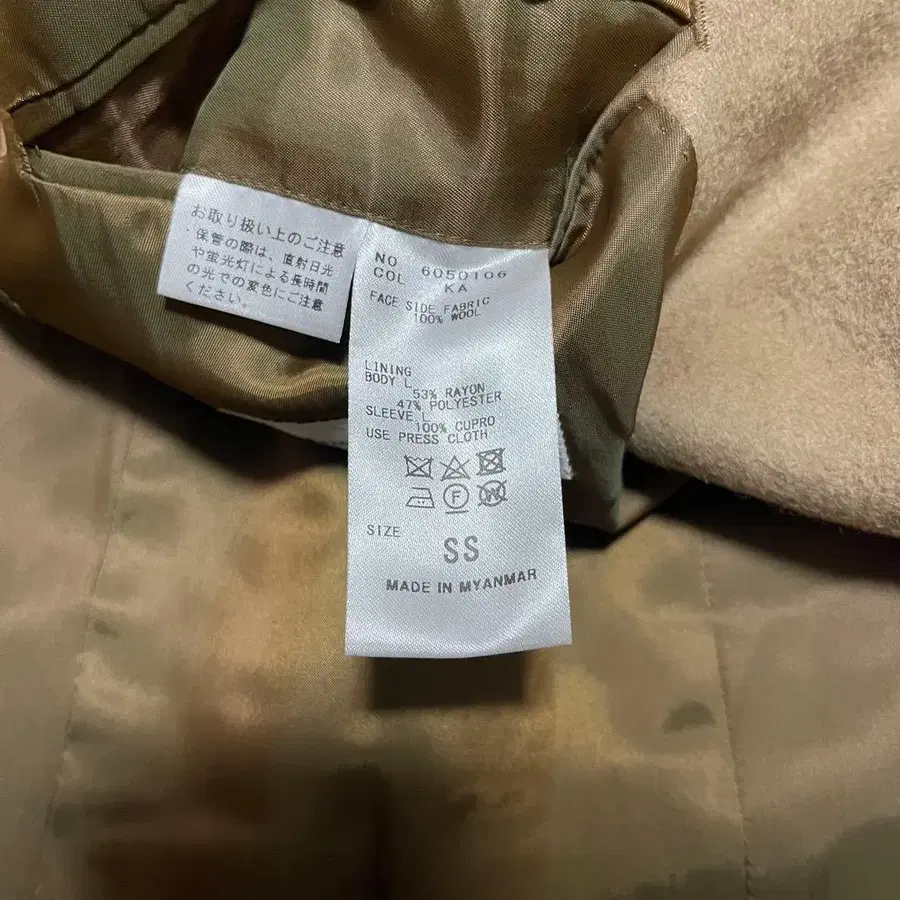 お取り扱い上のご注意
・保管の際は、直射日光
や蛍光灯による長時間
の光での変色にご注意
ください。
NO 6050106
COL KA
FACE SIDE FABRIC
100% WOOL
LINING
BODY L
53% RAYON
47% POLYESTER
SLEEVE L
100% CUPRO
USE PRESS CLOTH
F W
SIZE
SS
MADE IN MYANMAR